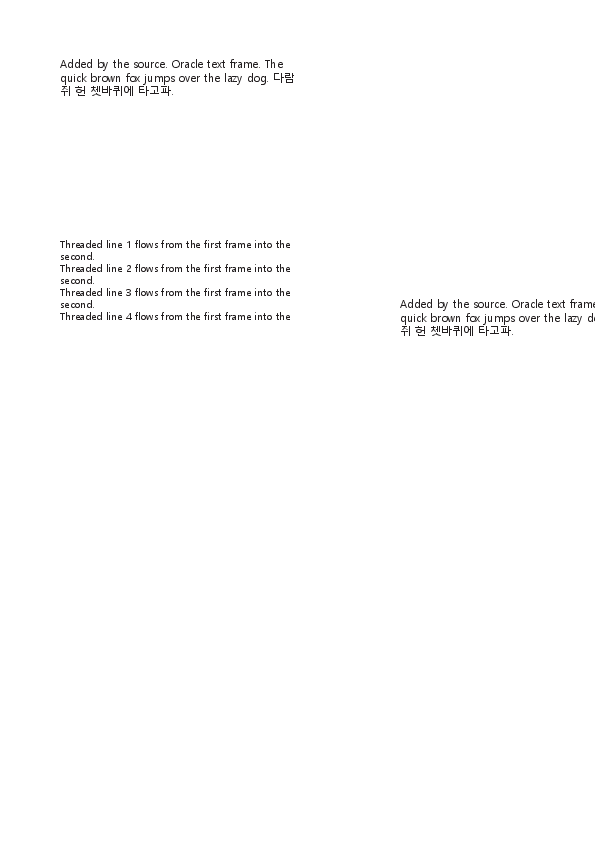 Added by the source. Oracle text frame. The
quick brown fox jumps over the lazy dog. 다람
쥐 헌 쳇바퀴에 타고파.
Threaded line 1 flows from the first frame into the
second.
Threaded line 2 flows from the first frame into the
second.
Threaded line 3 flows from the first frame into the
second.
Threaded line 4 flows from the first frame into the
Added by the source. Oracle text frame
quick brown fox jumps over the lazy
쥐 헌 쳇바퀴에 타고파.